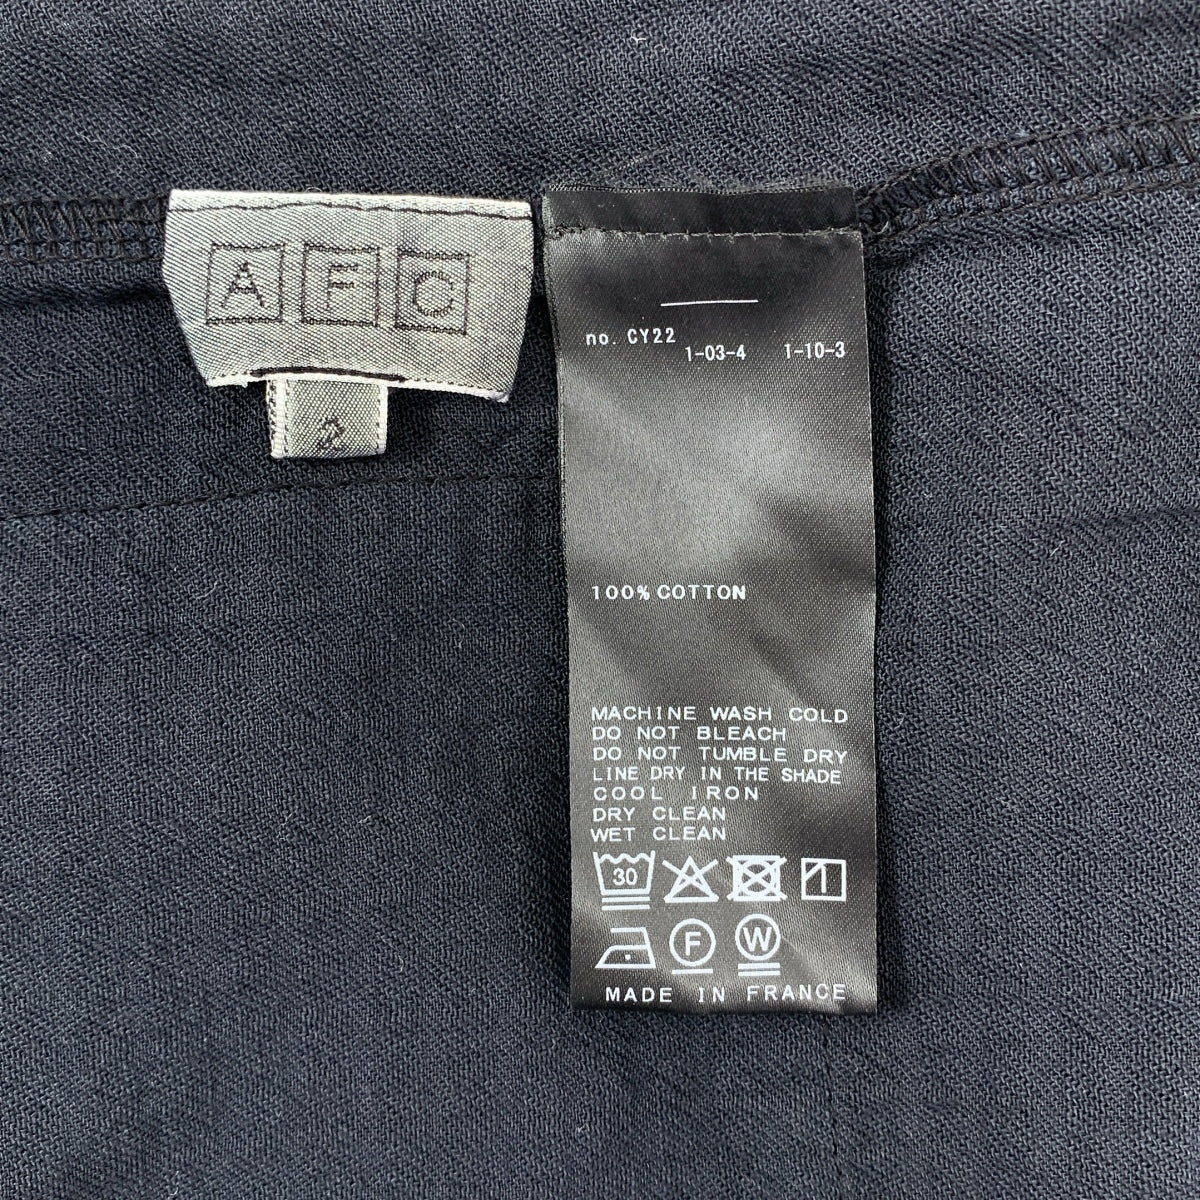 A F C
2
no. CY22
1-03-4 1-10-3
100% COTTON
MACHINE WASH COLD
DO NOT BLEACH
DO NOT TUMBLE DRY
LINE DRY IN THE SHADE
COOL IRON
DRY CLEAN
WET CLEAN
30
F W
MADE IN FRANCE